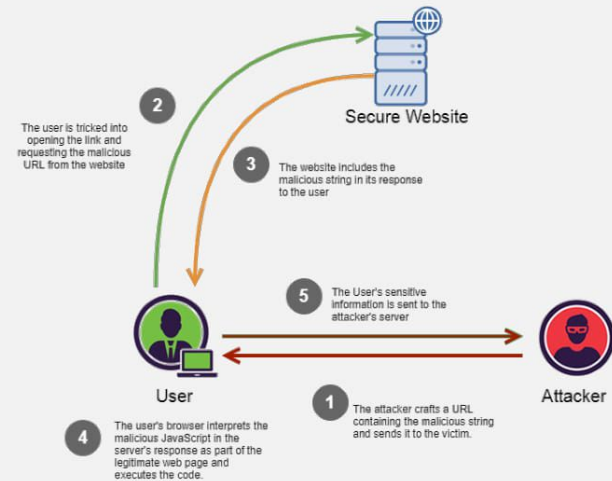 Secure Website
2
The user is tricked into
opening the link and
requesting the malicious
URL from the website
3
The website includes the
malicious string in its response
to the user
5
The User's sensitive
information is sent to the
attacker's server
User
Attacker
1
The attacker crafts a URL
containing the malicious string
and sends it to the victim.
4
The user's browser interprets the
malicious JavaScript in the
server's response as part of the
legitimate web page and
executes the code.